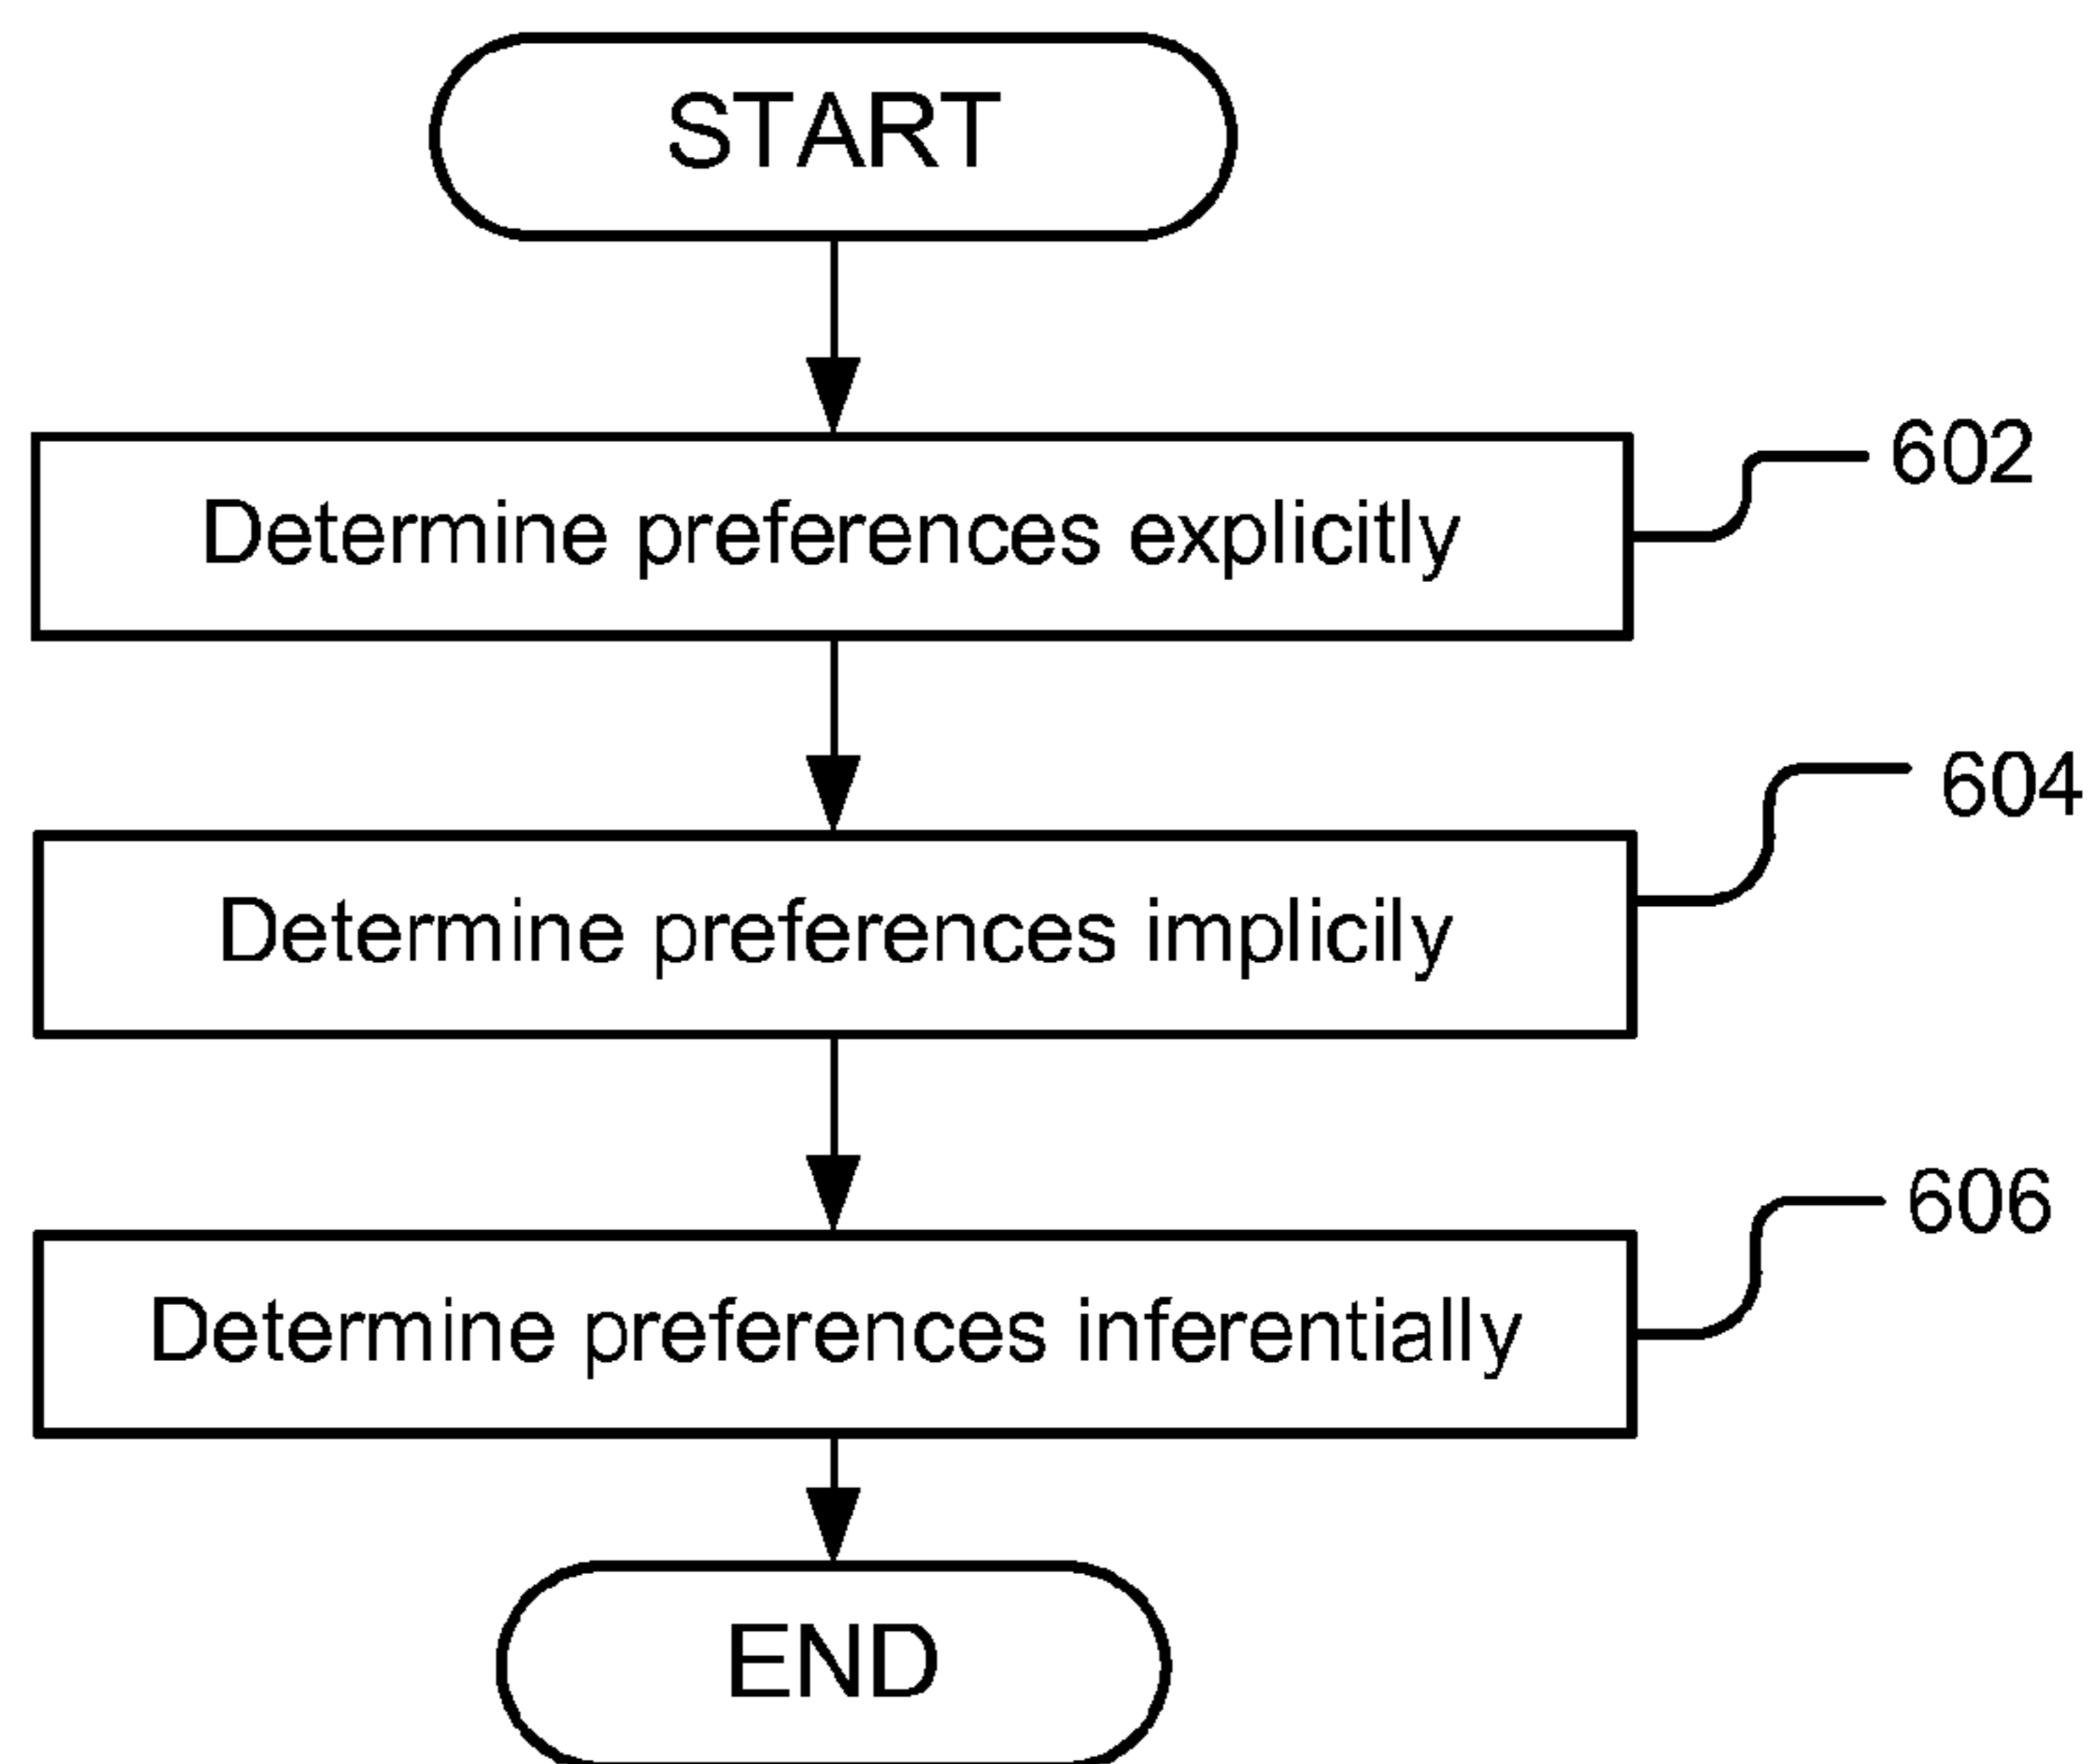 START
Determine preferences explicitly
602
Determine preferences implicily
604
Determine preferences inferentially
606
END